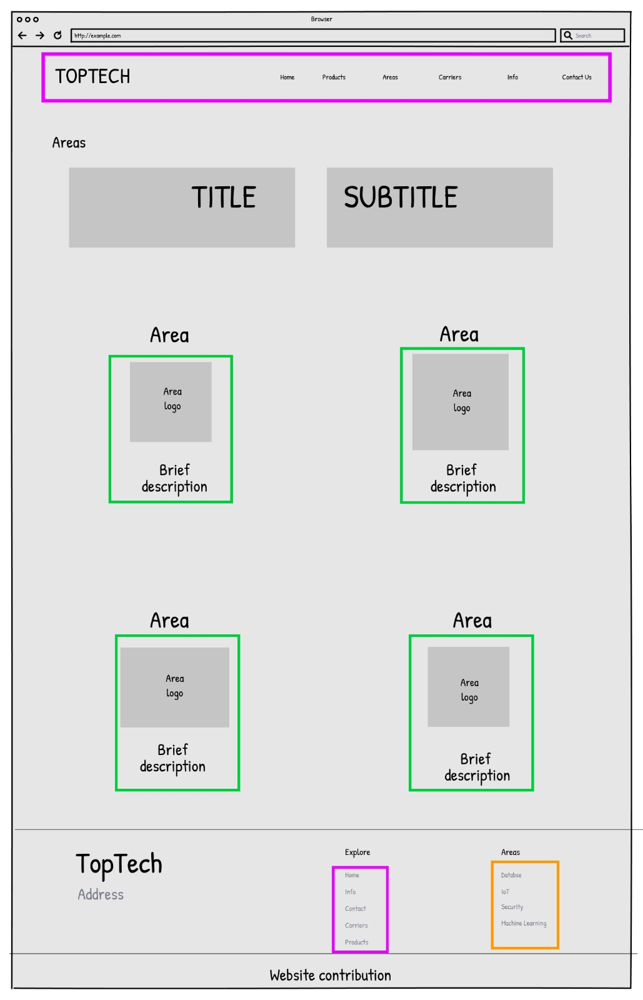 Browser
http://example.com
Search
TOPTECH
Home Products Areas Carriers Info Contact Us
Areas
TITLE
SUBTITLE
Area
Area
logo
Brief
description
Area
Area
logo
Brief
description
Area
Area
logo
Brief
description
Area
Area
logo
Brief
description
TopTech
Address
Explore
Home
Info
Contact
Carriers
Products
Areas
Databse
IoT
Security
Machine Learning
Website contribution